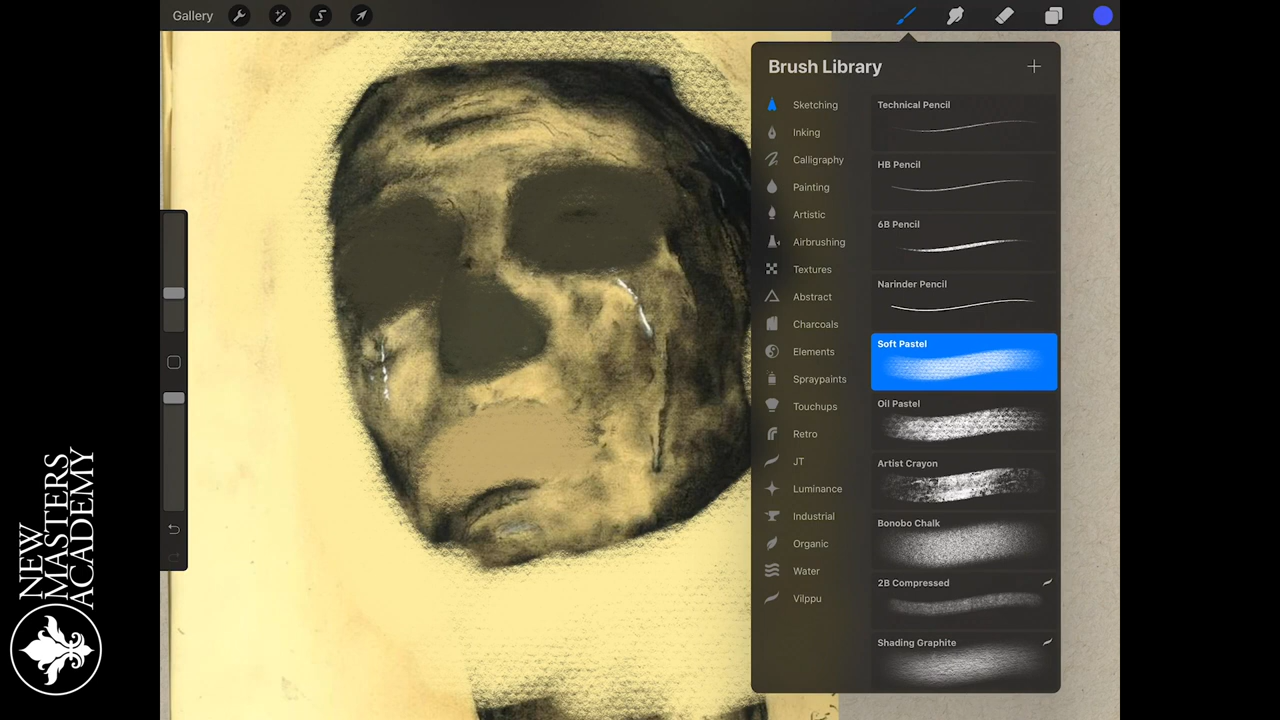 Gallery
Brush Library
Sketching
Inking
Calligraphy
Painting
Artistic
Airbrushing
Textures
Abstract
Charcoals
Elements
Spraypaints
Touchups
Retro
JT
Luminance
Industrial
Organic
Water
Vilppu
Technical Pencil
HB Pencil
6B Pencil
Narinder Pencil
Soft Pastel
Oil Pastel
Artist Crayon
Bonobo Chalk
2B Compressed
Shading Graphite
NEW
MASTERS
ACADEMY